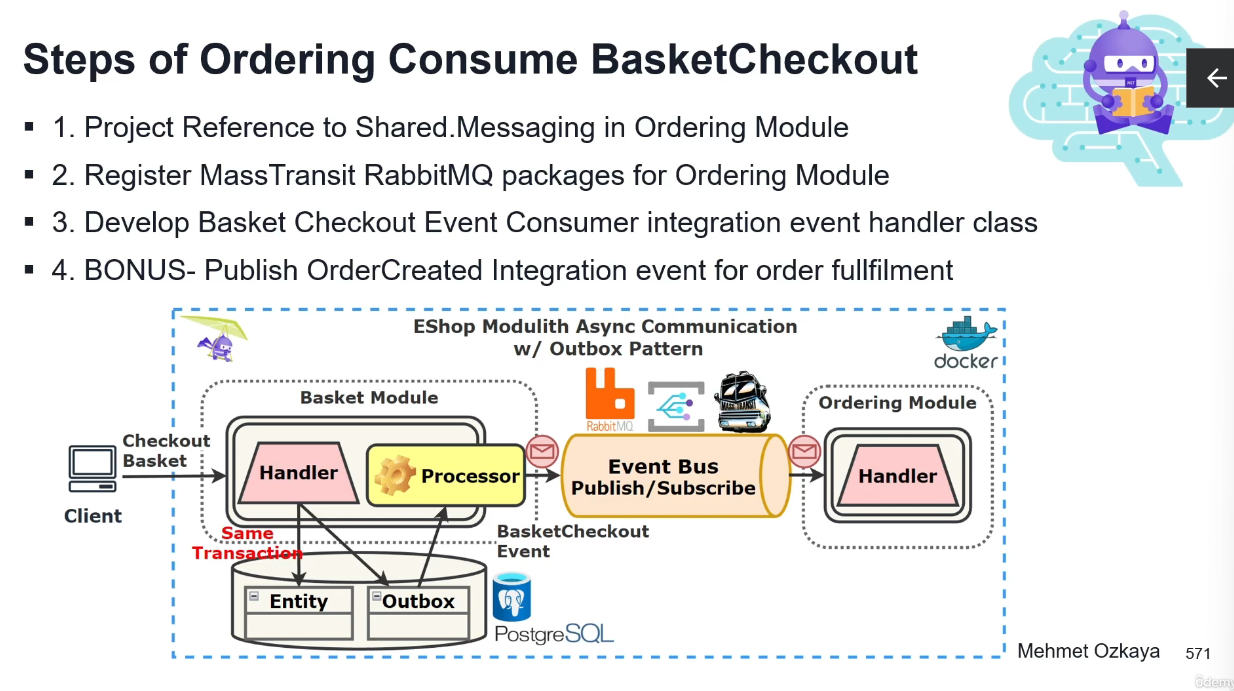 Steps of Ordering Consume BasketCheckout
1. Project Reference to Shared.Messaging in Ordering Module
2. Register MassTransit RabbitMQ packages for Ordering Module
3. Develop Basket Checkout Event Consumer integration event handler class
4. BONUS- Publish OrderCreated Integration event for order fullfilment
EShop Modulith Async Communication
w/ Outbox Pattern
docker
Basket Module
RabbitMQ
MASS TRANSIT
Ordering Module
Checkout
Basket
Handler
Processor
Event Bus
Publish/Subscribe
Handler
Client
Same
Transaction
BasketCheckout
Event
Entity
Outbox
PostgreSQL
Mehmet Ozkaya
571
ûdemy